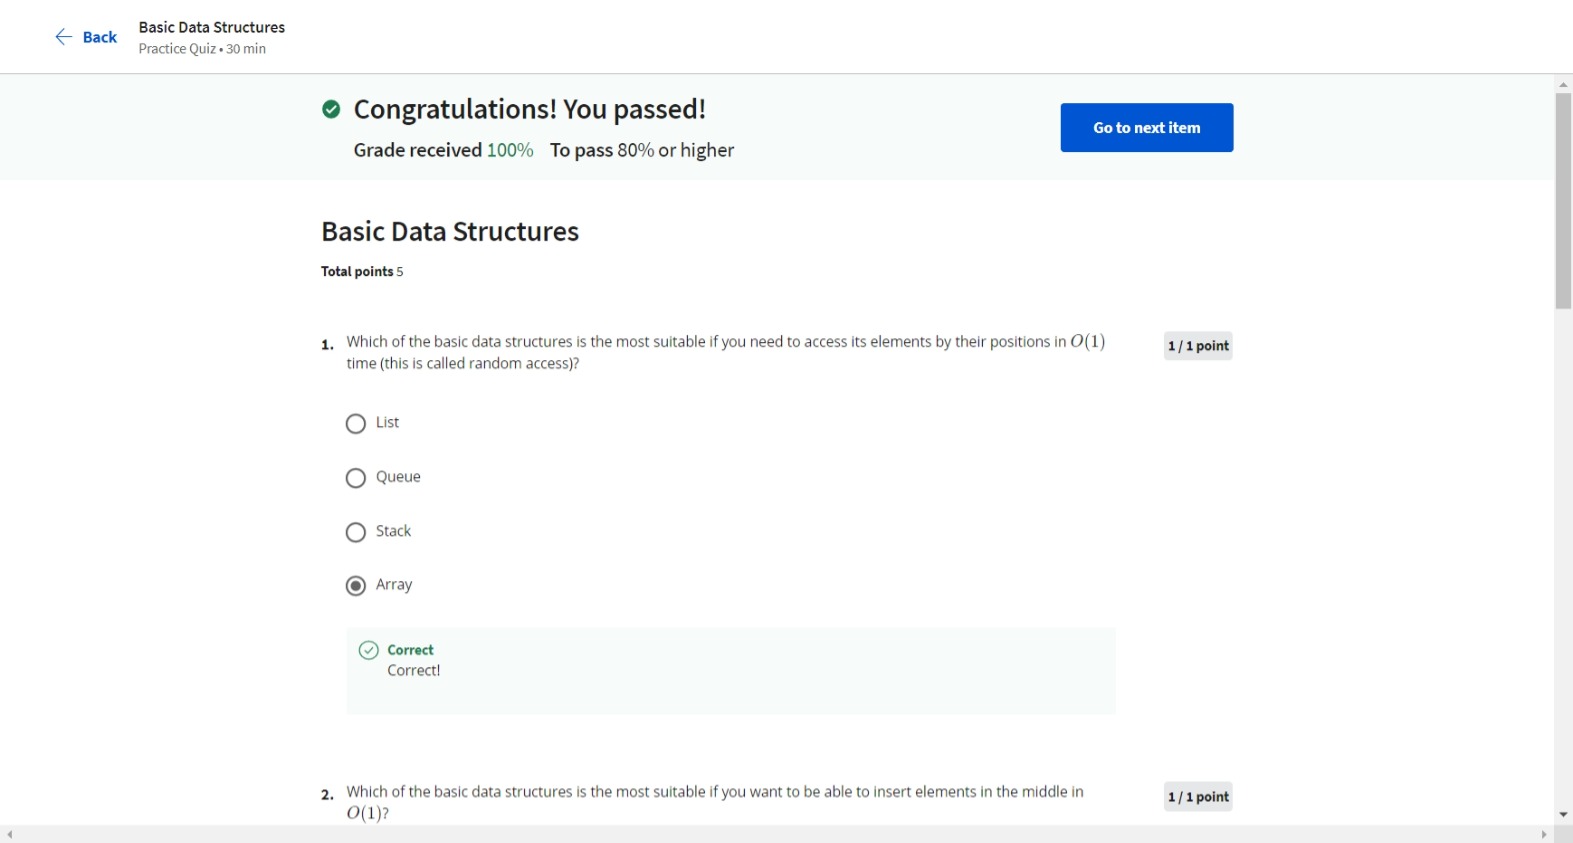 Back
Basic Data Structures
Practice Quiz • 30 min
Congratulations! You passed!
Grade received 100% To pass 80% or higher
Go to next item
Basic Data Structures
Total points 5
1. Which of the basic data structures is the most suitable if you need to access its elements by their positions in O(1)
time (this is called random access)?
1 / 1 point
List
Queue
Stack
Array
Correct
Correct!
2. Which of the basic data structures is the most suitable if you want to be able to insert elements in the middle in
O(1)?
1 / 1 point